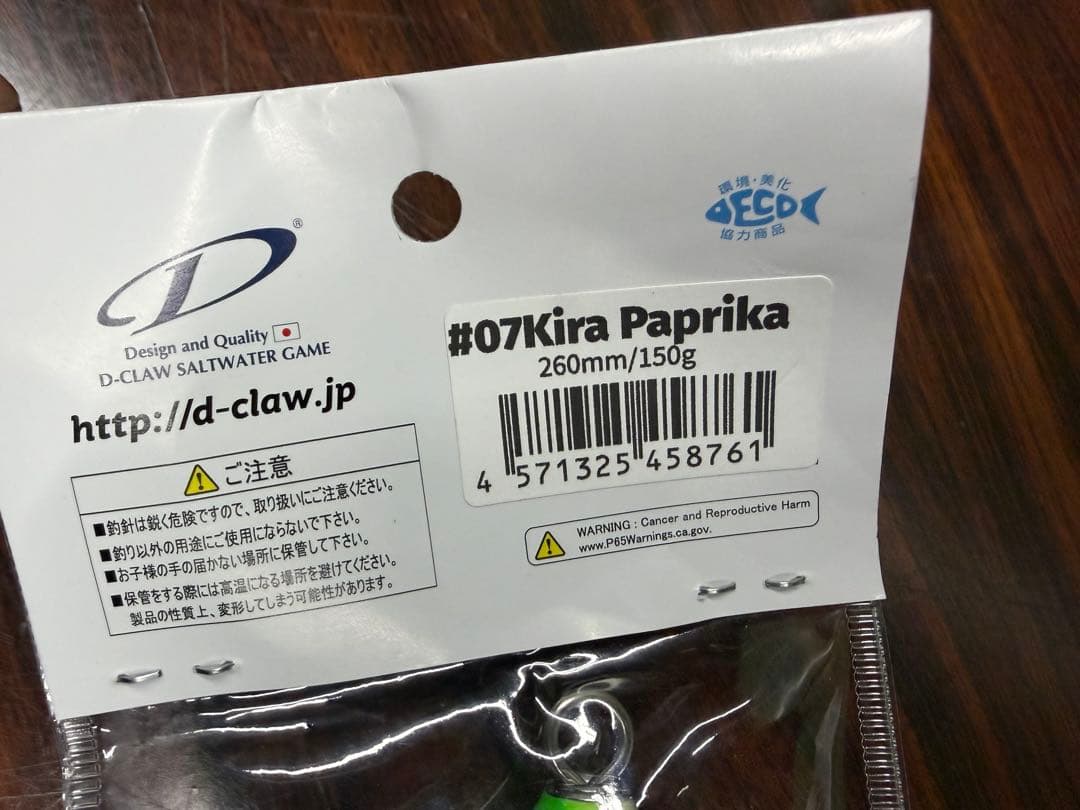 環境・美化
ECO
協力商品
D®
Design and Quality
D-CLAW SALTWATER GAME
http://d-claw.jp
#07Kira Paprika
260mm/150g
4 571325 458761
ご注意
■釣針は鋭く危険ですので、取り扱いにご注意ください。
■釣り以外の用途にご使用にならないで下さい。
■お子様の手の届かない場所に保管して下さい。
■保管をする際には高温になる場所を避けてください。
製品の性質上、変形してしまう可能性があります。
WARNING : Cancer and Reproductive Harm
www.P65Warnings.ca.gov.